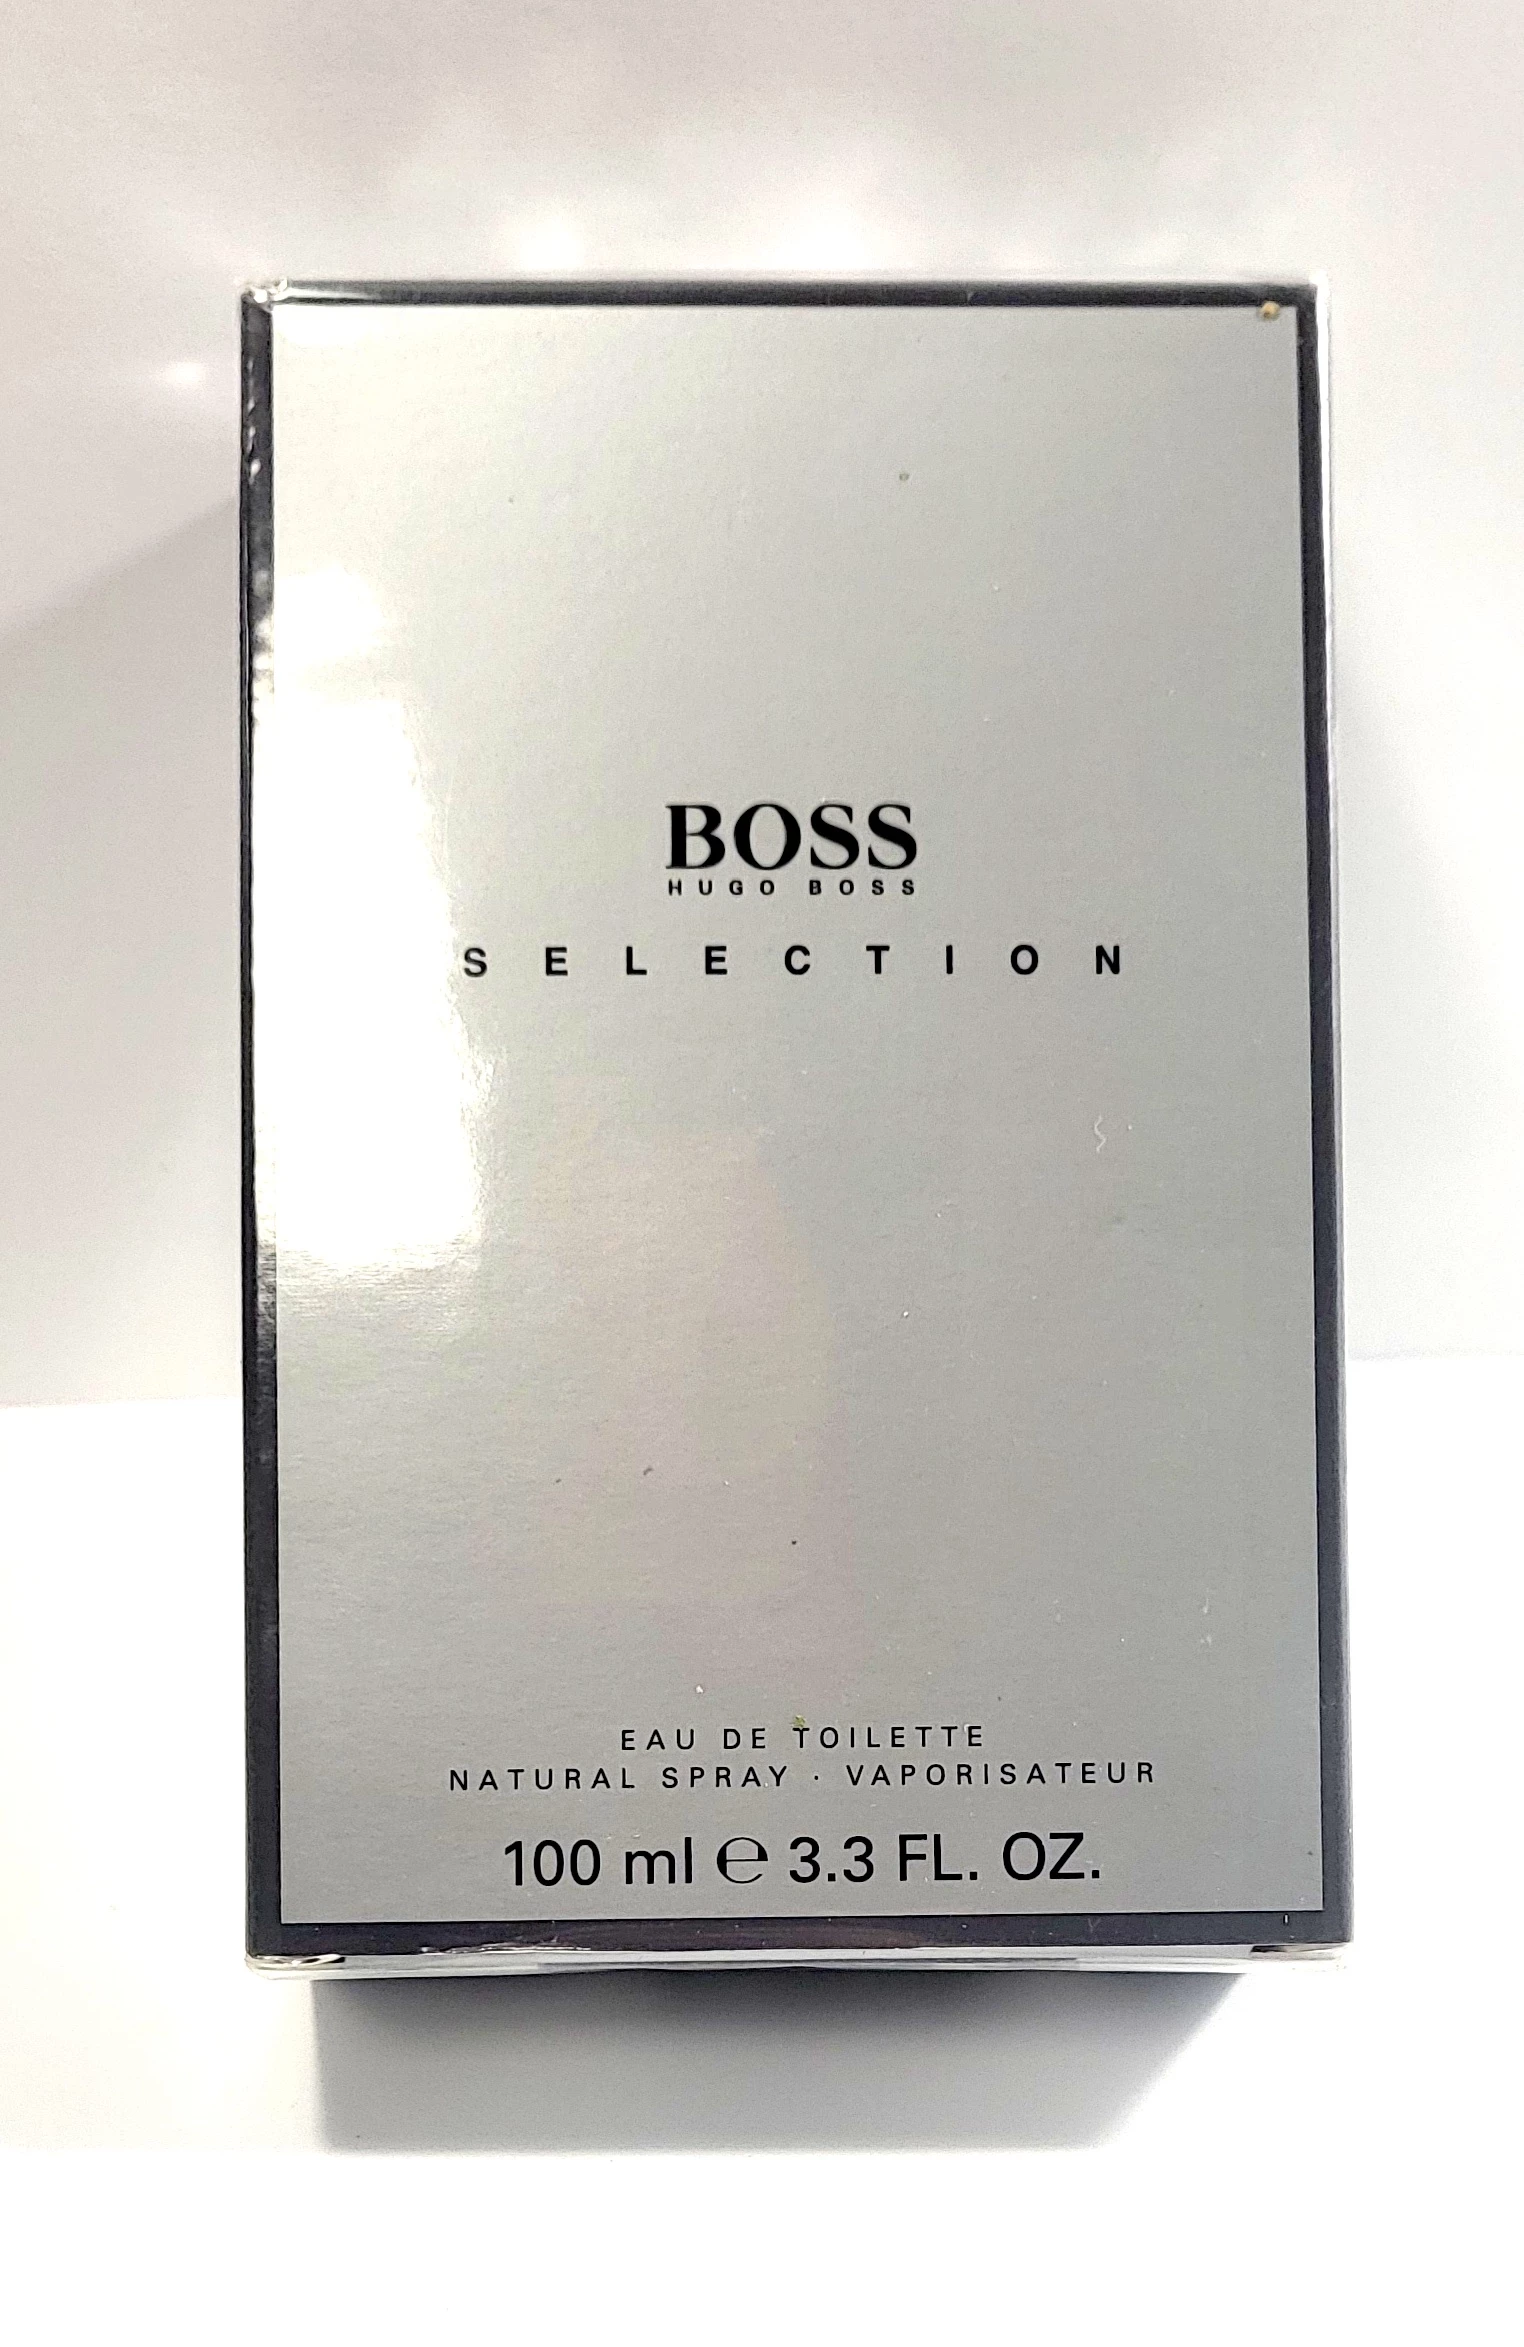 BOSS
HUGO BOSS
SELECTION
EAU DE TOILETTE
NATURAL SPRAY · VAPORISATEUR
100 ml ℮ 3.3 FL. OZ.